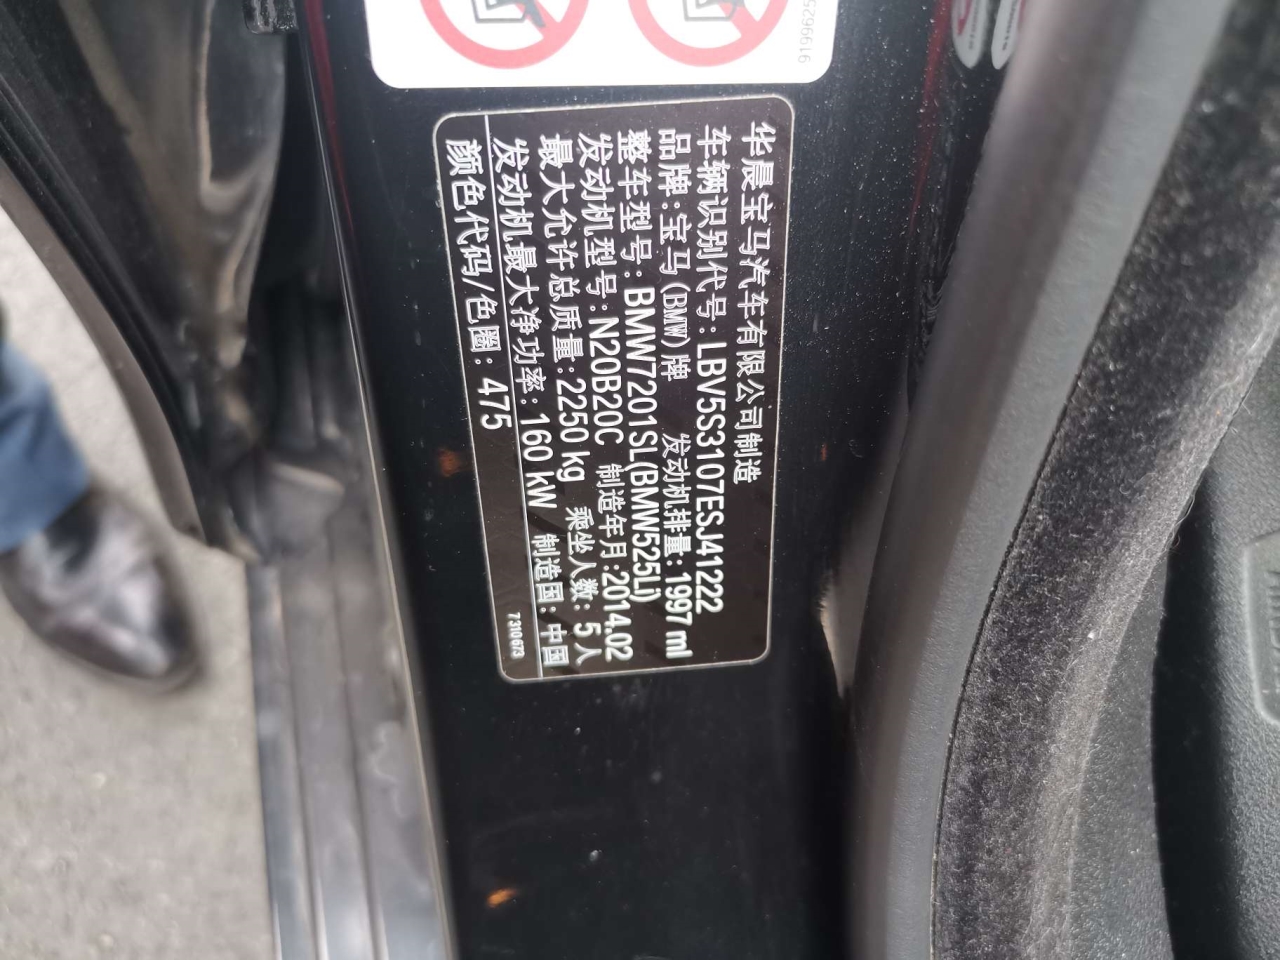 9199625
华晨宝马汽车有限公司制造
车辆识别代号:LBV5S3107ESJ41222
品牌:宝马(BMW)牌 发动机排量:1997 ml
整车型号:BMW7201SL(BMW525Li)
发动机型号:N20B20C 制造年月:2014.02
最大允许总质量:2250 kg 乘坐人数:5人
发动机最大净功率:160 kW 制造国:中国
颜色代码/色圈:475
7310673